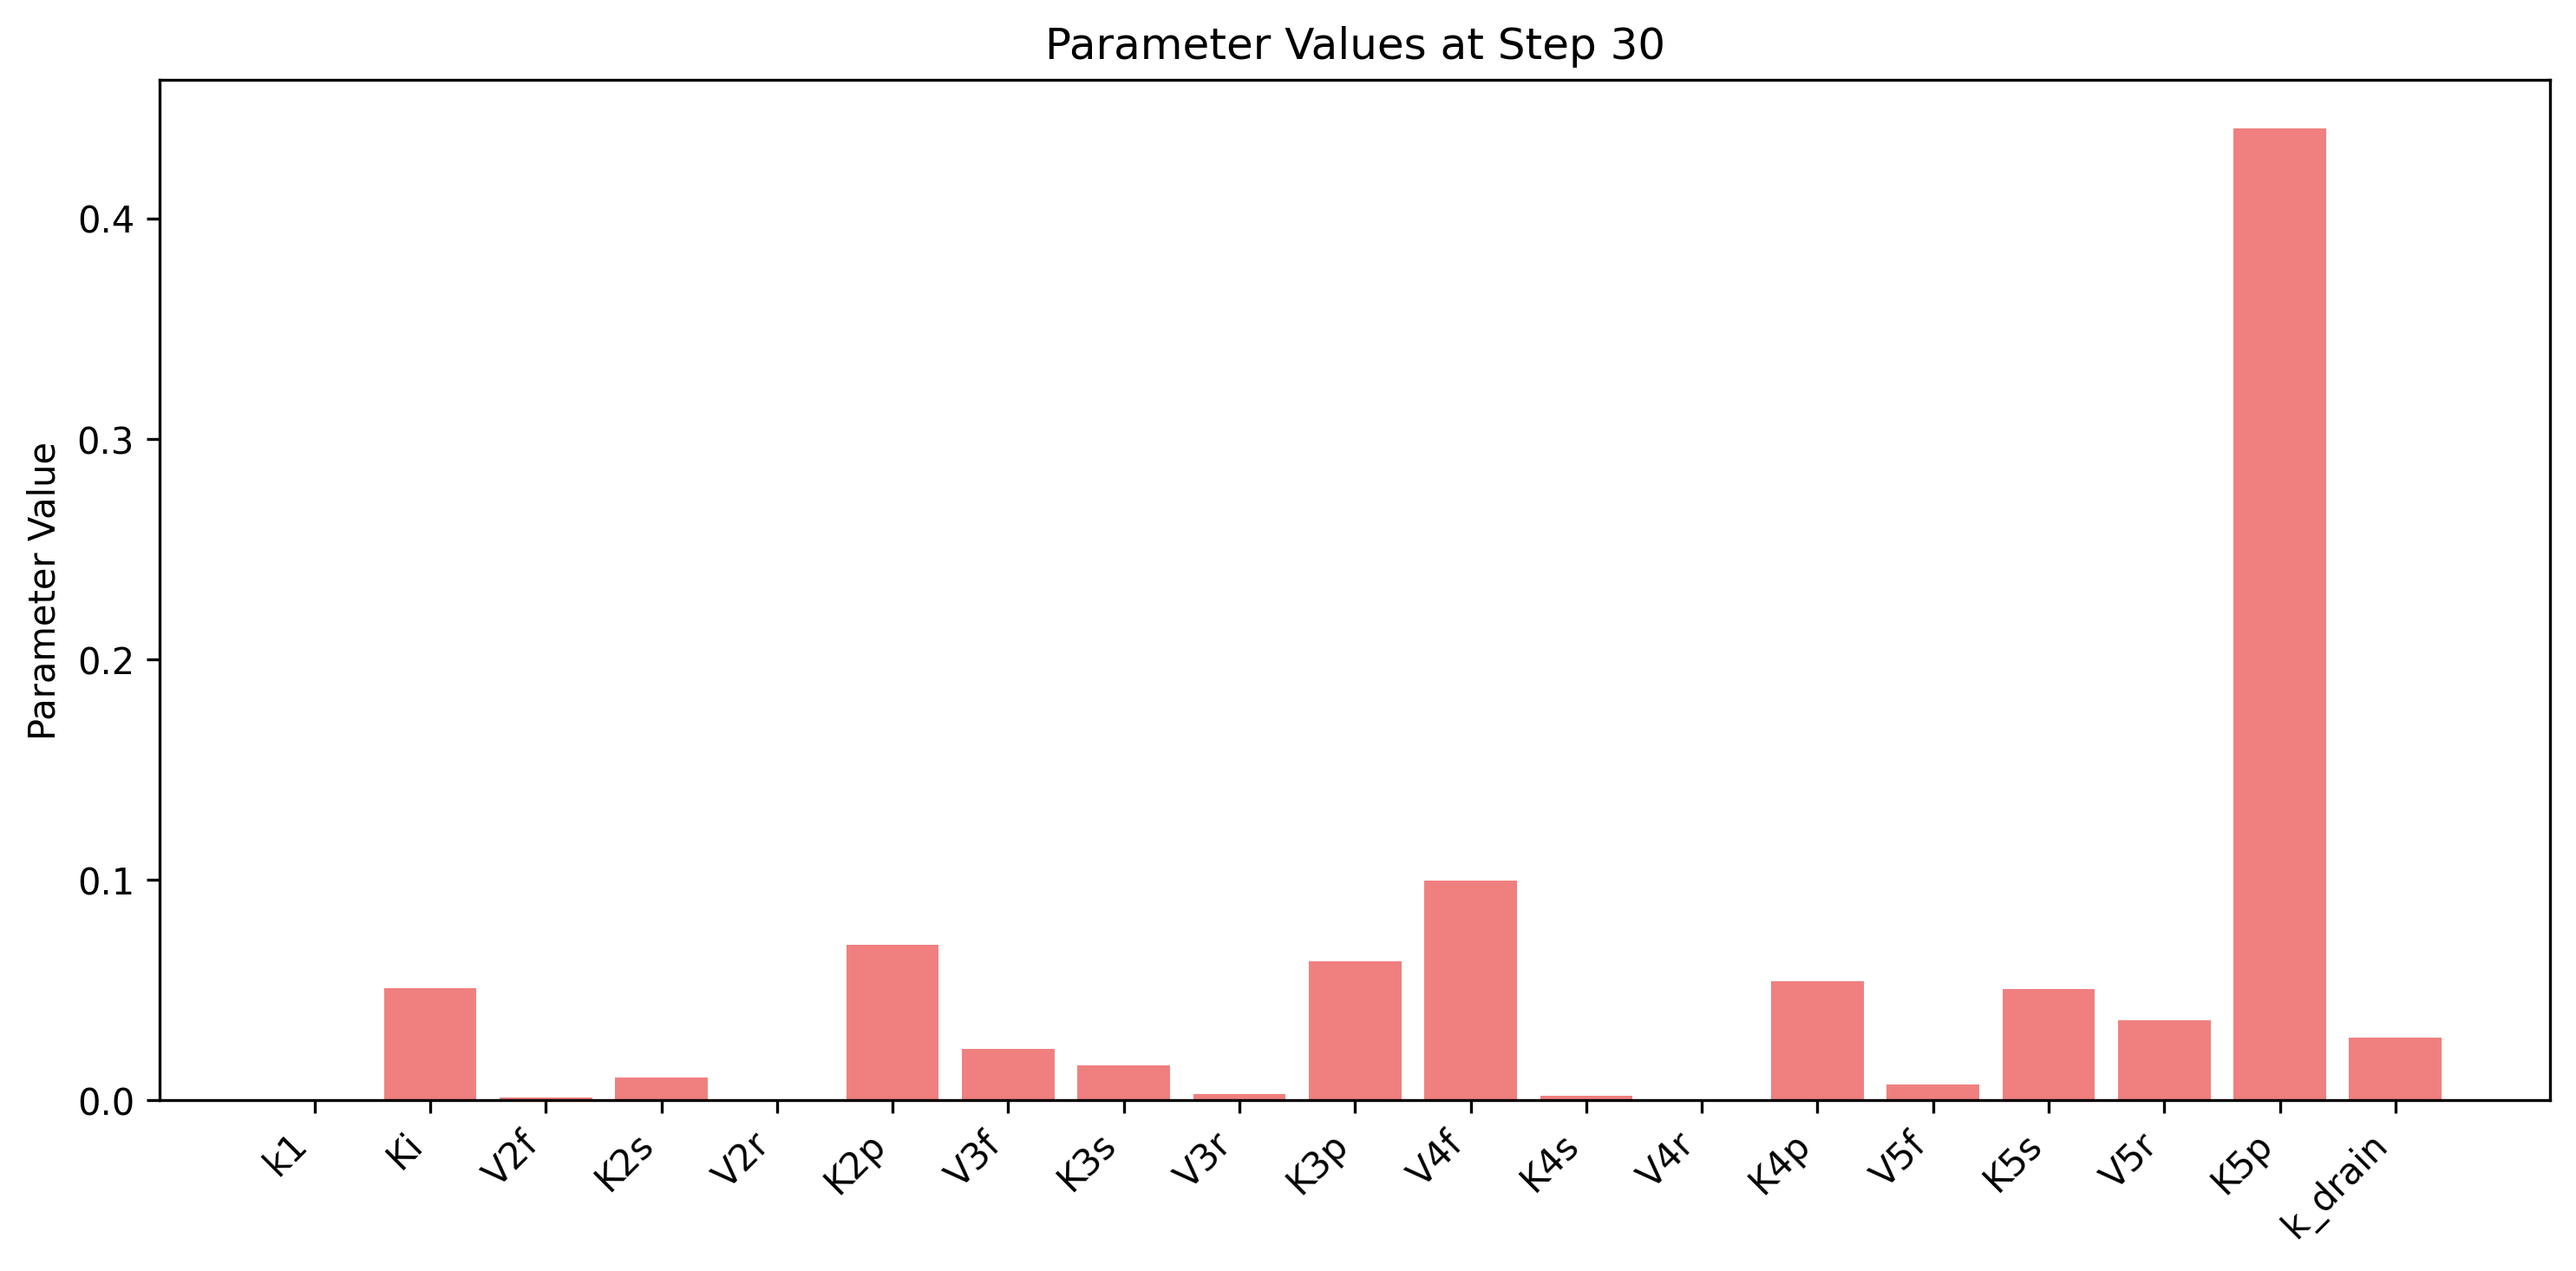 Parameter Values at Step 30
Parameter Value
0.4
0.3
0.2
0.1
0.0
k1
Ki
V2f
K2s
V2r
K2p
V3f
K3s
V3r
K3p
V4f
K4s
V4r
K4p
V5f
K5s
V5r
K5p
k_drain